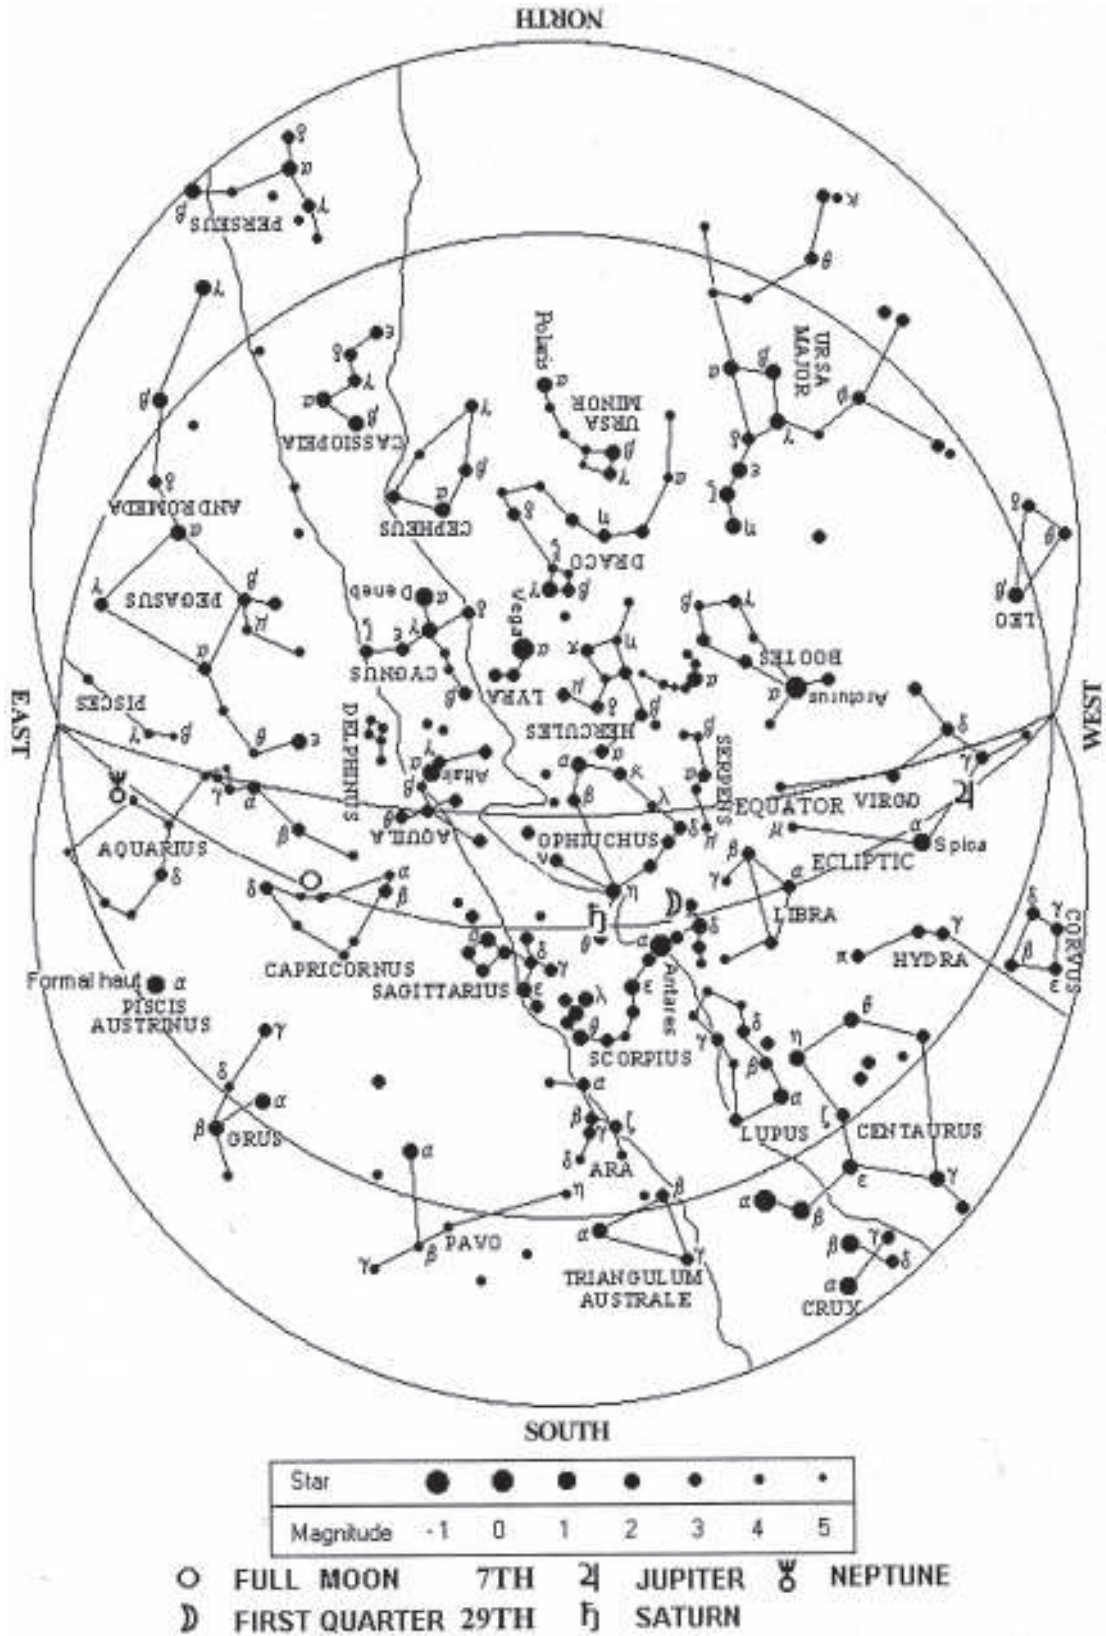 NORTH
δ
α
β
γ
PERSEUS
κ
θ
γ
ε
δ
γ
α
β
CASSIOPEIA
Polaris
α
URSA
MINOR
β
γ
URSA
MAJOR
α
β
γ
δ
ε
ζ
η
φ
β
δ
ANDROMEDA
α
γ
β
α
CEPHEUS
δ
η
α
ζ
DRACO
γ
β
δ
θ
β
LEO
γ
PEGASUS
β
μ
α
Deneb
α
γ
δ
ε
ζ
CYGNUS
Vega
α
LYRA
π
η
μ
δ
β
HERCULES
α
β
γ
BOOTES
α
Arcturus
α
EAST
WEST
PISCES
γ
β
θ
ε
DELPHINUS
γ
α
Altair
β
θ
AQUILA
α
β
κ
λ
δ
OPHIUCHUS
ν
η
θ
β
α
μ
SERPENS
EQUATOR
VIRGO
δ
γ
μ
α
Spica
ECLIPTIC
γ
α
β
AQUARIUS
δ
δ
α
β
CAPRICORNUS
β
γ
α
LIBRA
Formalhaut
α
PISCIS
AUSTRINUS
σ
δ
γ
ε
SAGITTARIUS
α
δ
Antares
ε
λ
θ
SCORPIUS
π
γ
HYDRA
δ
γ
β
ε
CORVUS
γ
δ
α
β
GRUS
γ
δ
β
α
LUPUS
η
θ
ζ
ε
γ
CENTAURUS
α
β
α
β
γ
ζ
δ
ARA
α
η
β
γ
PAVO
β
α
γ
TRIANGULUM
AUSTRALE
β
γ
δ
α
CRUX
SOUTH
Star
Magnitude -1 0 1 2 3 4 5
FULL MOON 7TH ♃ JUPITER NEPTUNE
FIRST QUARTER 29TH ♄ SATURN